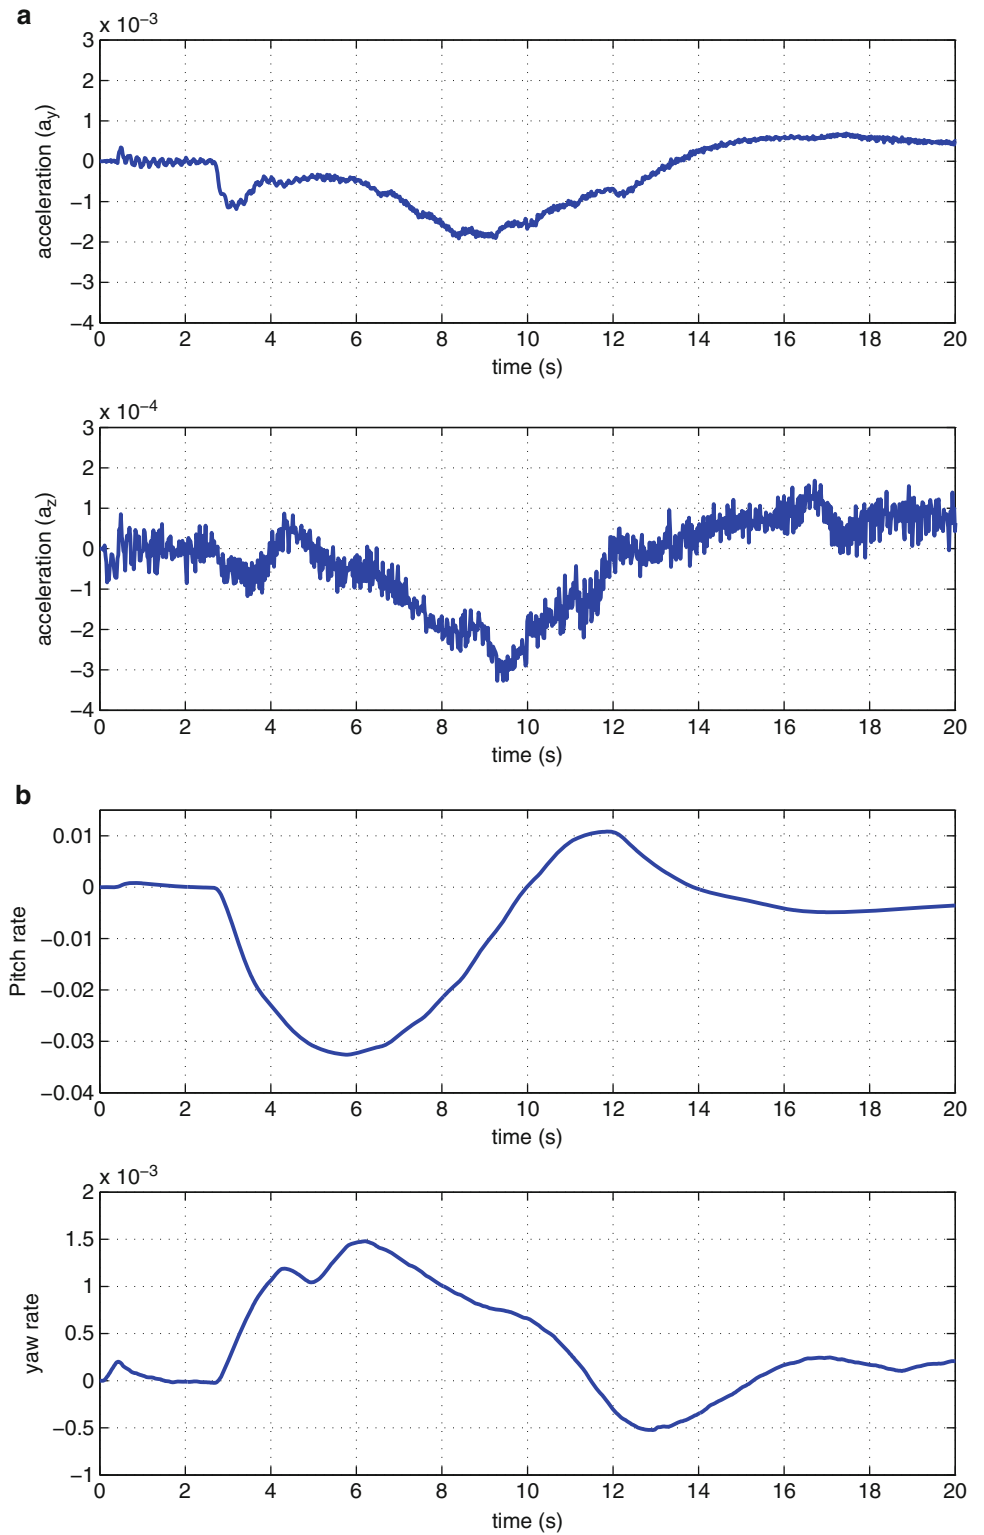 a
x 10⁻³
3
2
1
0
−1
−2
−3
−4
acceleration (a_y)
0 2 4 6 8 10 12 14 16 18 20
time (s)
x 10⁻⁴
3
2
1
0
−1
−2
−3
−4
acceleration (a_z)
0 2 4 6 8 10 12 14 16 18 20
time (s)
b
0.01
0
−0.01
−0.02
−0.03
−0.04
Pitch rate
0 2 4 6 8 10 12 14 16 18 20
time (s)
x 10⁻³
2
1.5
1
0.5
0
−0.5
−1
yaw rate
0 2 4 6 8 10 12 14 16 18 20
time (s)